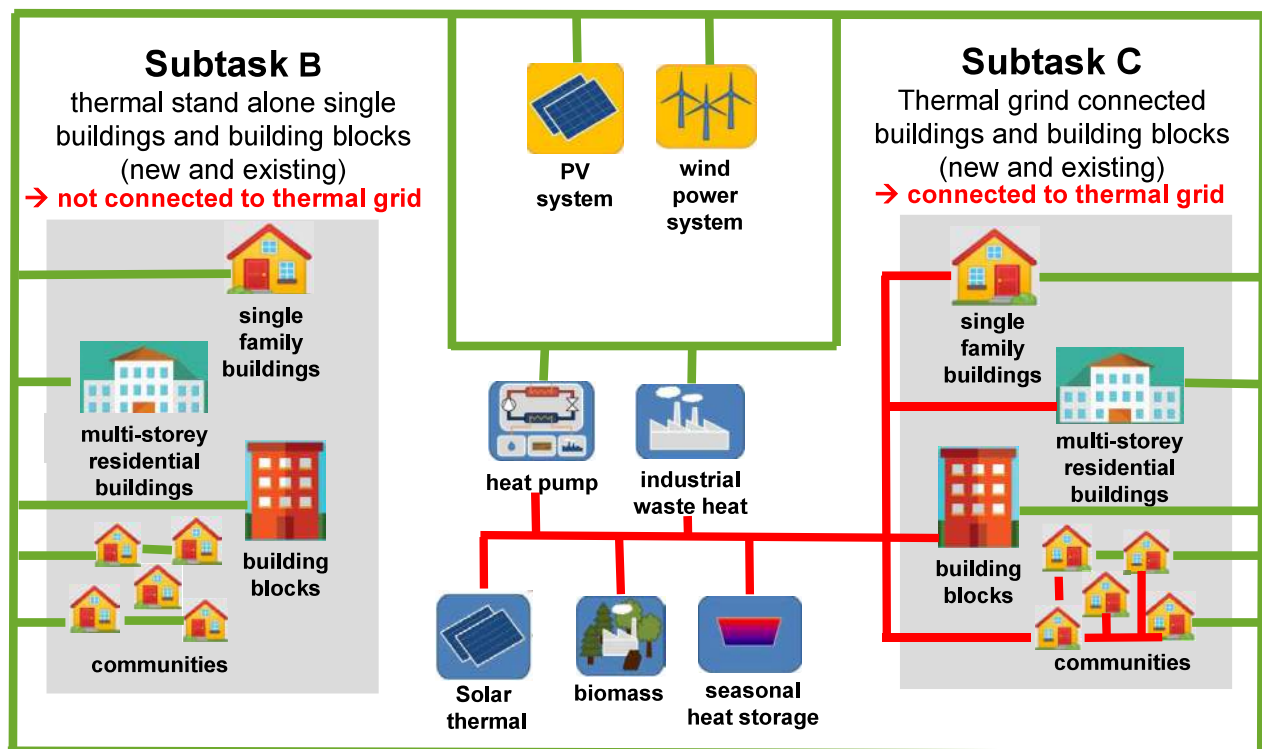 Subtask B
thermal stand alone single
buildings and building blocks
(new and existing)
→ not connected to thermal grid
single
family
buildings
multi-storey
residential
buildings
building
blocks
communities
PV
system
wind
power
system
heat pump
industrial
waste heat
Solar
thermal
biomass
seasonal
heat storage
Subtask C
Thermal grind connected
buildings and building blocks
(new and existing)
→ connected to thermal grid
single
family
buildings
multi-storey
residential
buildings
building
blocks
communities